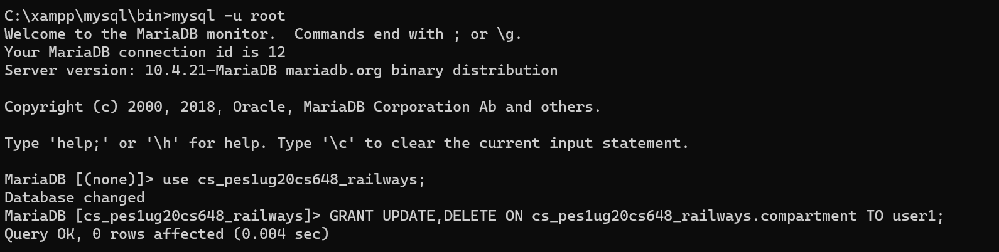 C:\xampp\mysql\bin>mysql -u root
Welcome to the MariaDB monitor.  Commands end with ; or \g.
Your MariaDB connection id is 12
Server version: 10.4.21-MariaDB mariadb.org binary distribution
Copyright (c) 2000, 2018, Oracle, MariaDB Corporation Ab and others.
Type 'help;' or '\h' for help. Type '\c' to clear the current input statement.
MariaDB [(none)]> use cs_pes1ug20cs648_railways;
Database changed
MariaDB [cs_pes1ug20cs648_railways]> GRANT UPDATE,DELETE ON cs_pes1ug20cs648_railways.compartment TO user1;
Query OK, 0 rows affected (0.004 sec)